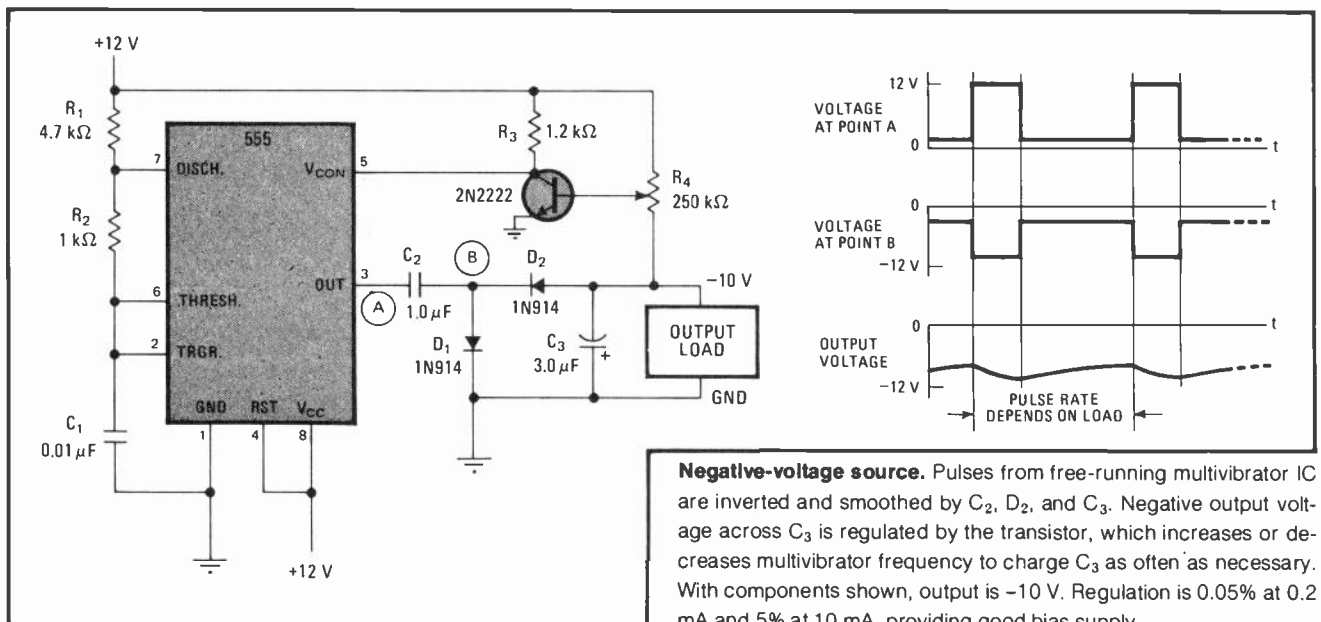 +12 V
R1
4.7 kΩ
R2
1 kΩ
C1
0.01 µF
555
7
DISCH.
VCON
5
6
THRESH.
2
TRGR.
OUT
3
GND
RST
VCC
1
4
8
+12 V
R3
1.2 kΩ
2N2222
R4
250 kΩ
A
C2
1.0 µF
B
D2
1N914
D1
1N914
C3
3.0 µF
+
−10 V
OUTPUT
LOAD
GND
VOLTAGE
AT POINT A
12 V
0
t
VOLTAGE
AT POINT B
0
−12 V
t
OUTPUT
VOLTAGE
0
−12 V
t
PULSE RATE
DEPENDS ON LOAD
Negative-voltage source. Pulses from free-running multivibrator IC
are inverted and smoothed by C2, D2, and C3. Negative output volt-
age across C3 is regulated by the transistor, which increases or de-
creases multivibrator frequency to charge C3 as often as necessary.
With components shown, output is −10 V. Regulation is 0.05% at 0.2
mA and 5% at 10 mA, providing good bias supply.